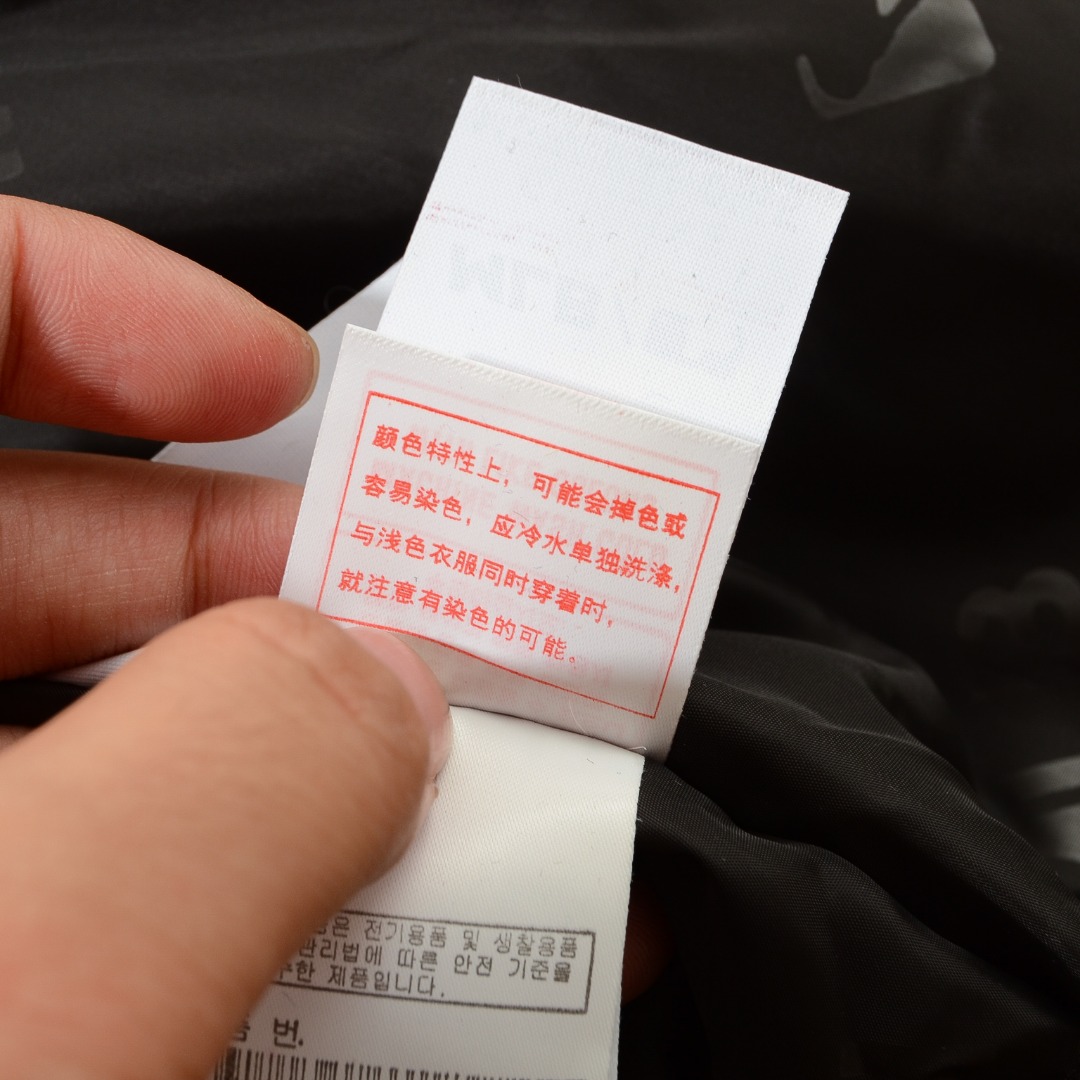 颜色特性上，可能会掉色或
容易染色，应冷水单独洗涤，
与浅色衣服同时穿着时，
就注意有染色的可能。
전기용품 및 생활용품
관리법에 따른 안전 기준을
제품입니다.
번.